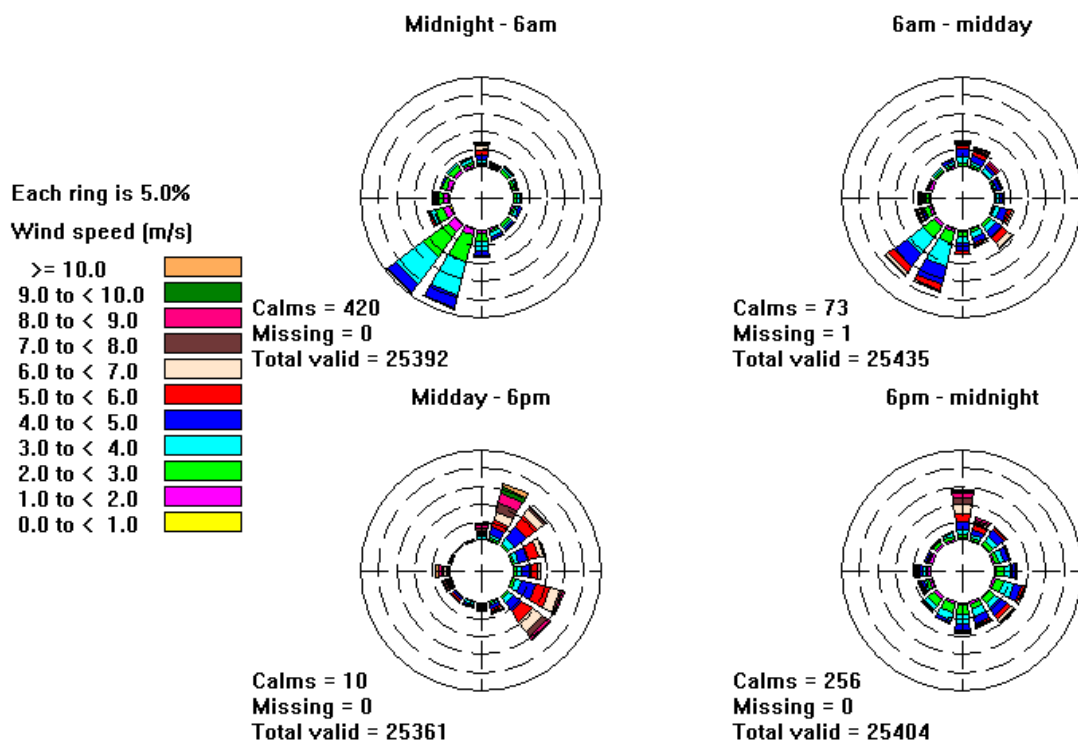 Midnight - 6am
6am - midday
Each ring is 5.0%
Wind speed (m/s)
>= 10.0
9.0 to < 10.0
8.0 to < 9.0
7.0 to < 8.0
6.0 to < 7.0
5.0 to < 6.0
4.0 to < 5.0
3.0 to < 4.0
2.0 to < 3.0
1.0 to < 2.0
0.0 to < 1.0
Calms = 420
Missing = 0
Total valid = 25392
Calms = 73
Missing = 1
Total valid = 25435
Midday - 6pm
6pm - midnight
Calms = 10
Missing = 0
Total valid = 25361
Calms = 256
Missing = 0
Total valid = 25404